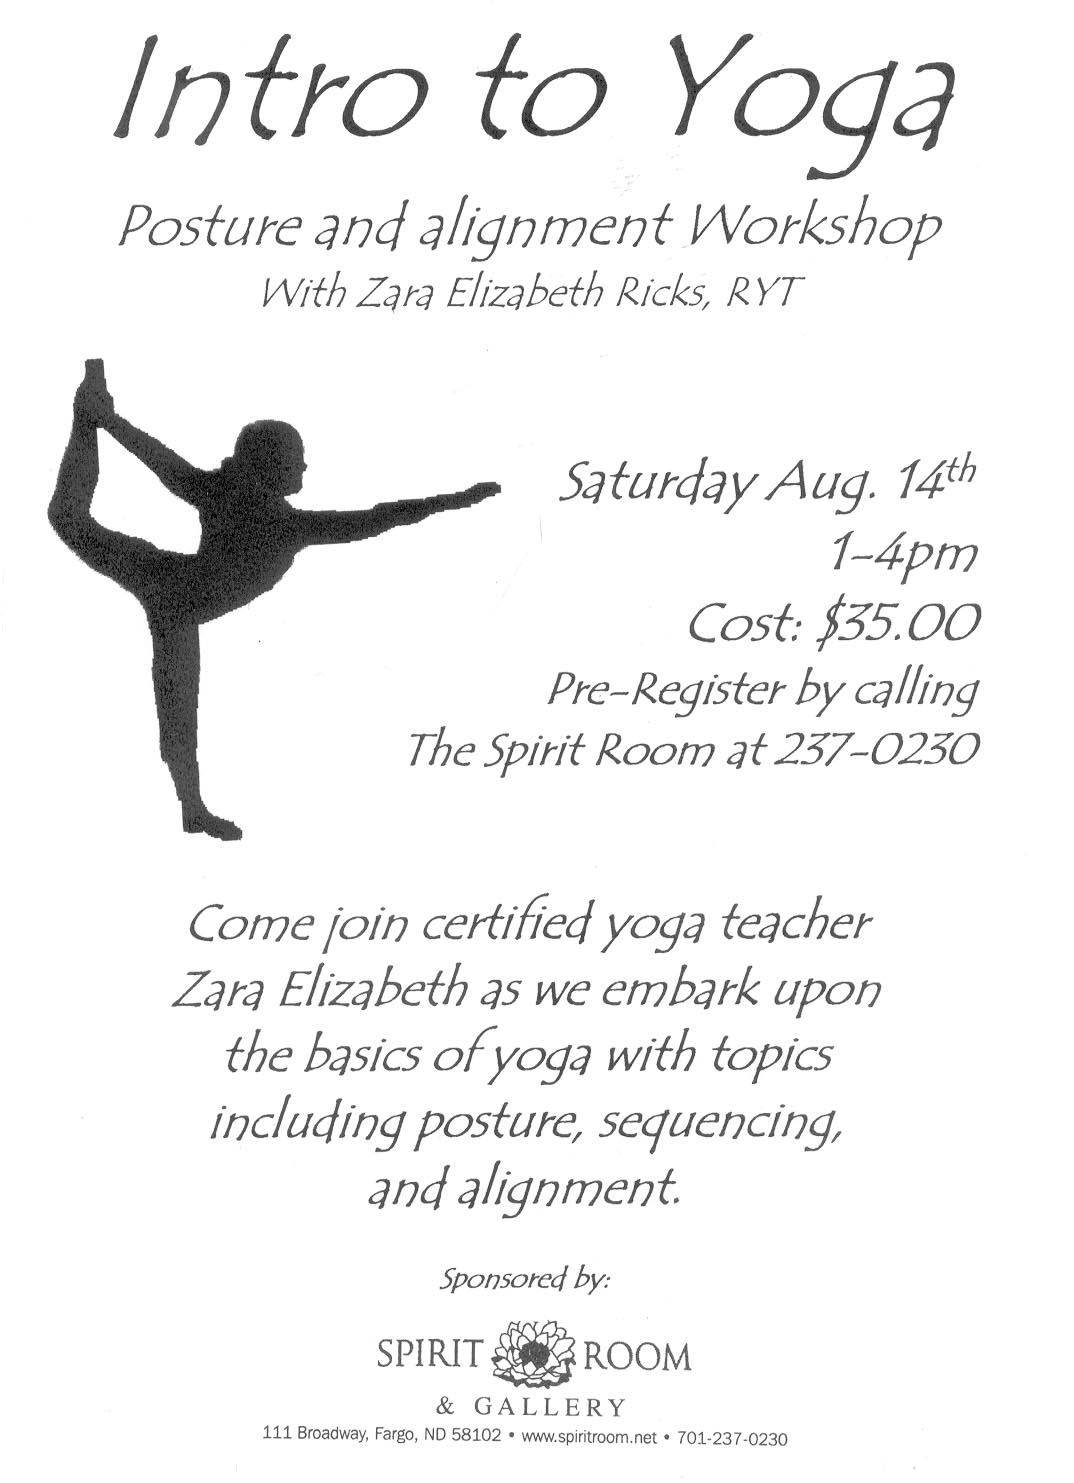 Intro to Yoga
Posture and alignment Workshop
With Zara Elizabeth Ricks, RYT
Saturday Aug. 14th
1-4pm
Cost: $35.00
Pre-Register by calling
The Spirit Room at 237-0230
Come join certified yoga teacher
Zara Elizabeth as we embark upon
the basics of yoga with topics
including posture, sequencing,
and alignment.
Sponsored by:
SPIRIT ROOM
& GALLERY
111 Broadway, Fargo, ND 58102 • www.spiritroom.net • 701-237-0230